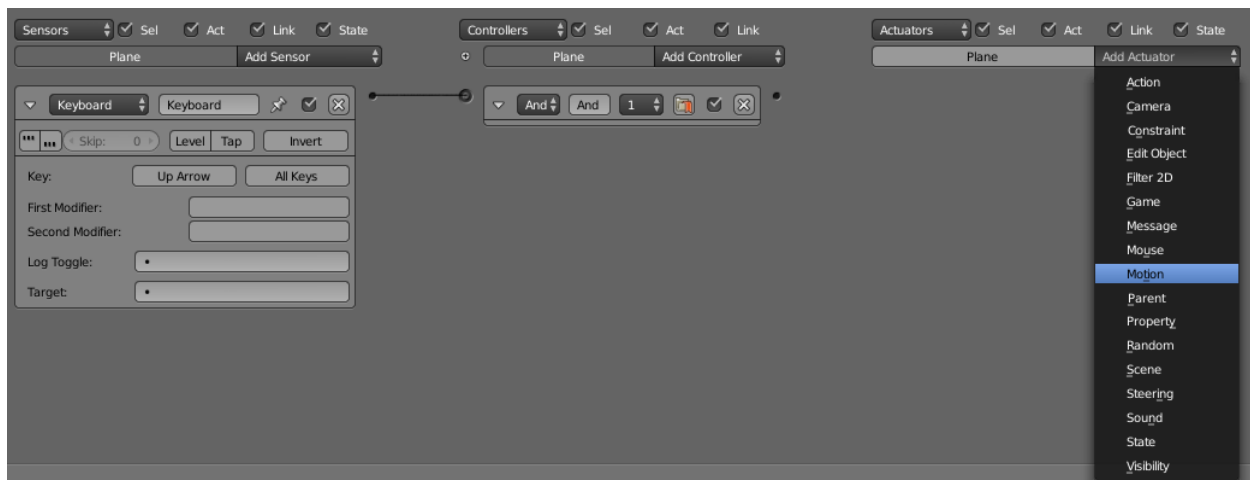 Sensors Sel Act Link State Controllers Sel Act Link Actuators Sel Act Link State
Plane Add Sensor Plane Add Controller Plane Add Actuator
Keyboard Keyboard And And 1
Skip: 0 Level Tap Invert
Key: Up Arrow All Keys
First Modifier:
Second Modifier:
Log Toggle:
Target:
Action
Camera
Constraint
Edit Object
Filter 2D
Game
Message
Mouse
Motion
Parent
Property
Random
Scene
Steering
Sound
State
Visibility